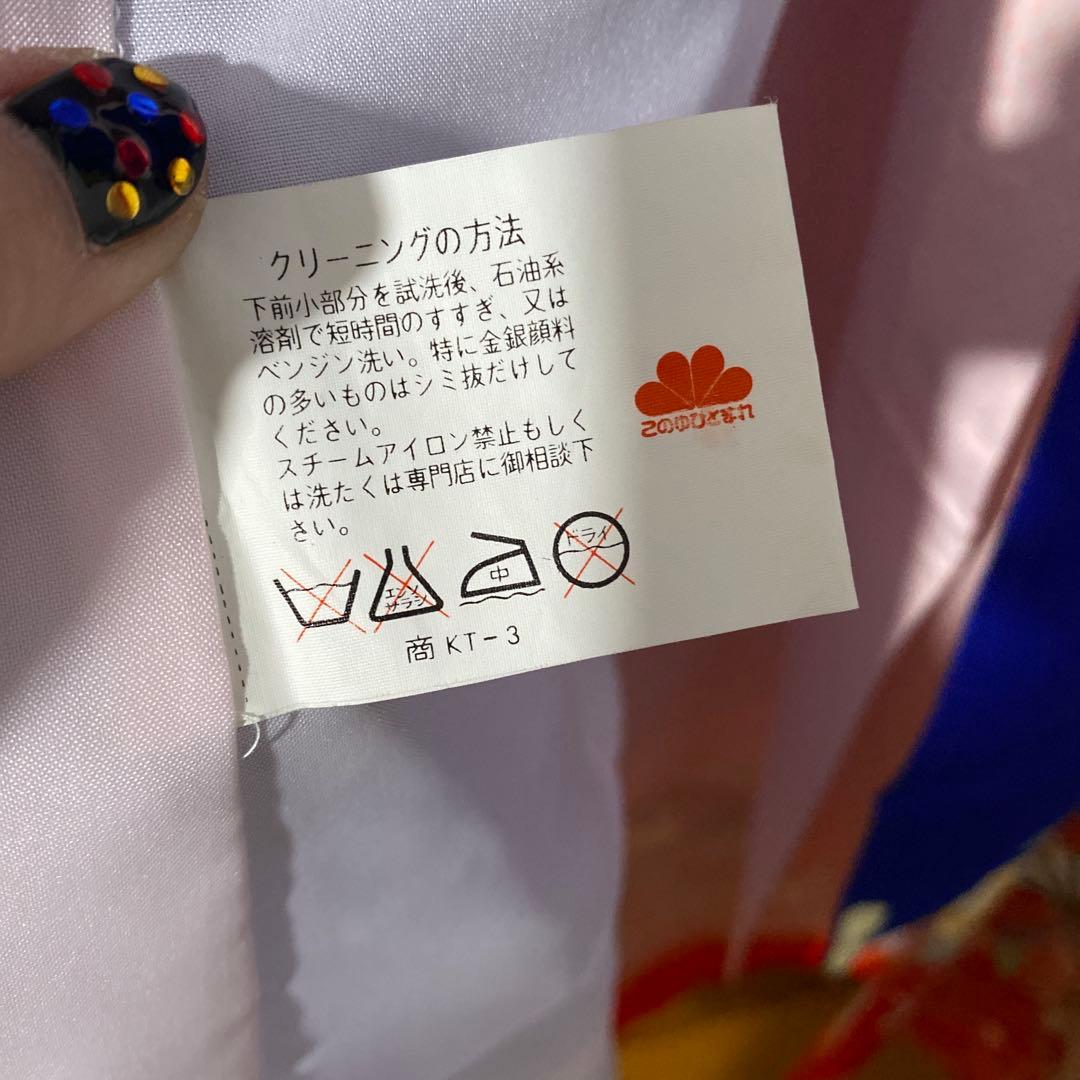 クリーニングの方法
下前小部分を試洗後、石油系
溶剤で短時間のすすぎ、又は
ベンジン洗い。特に金銀顔料
の多いものはシミ抜だけして
ください。
スチームアイロン禁止もしく
は洗たくは専門店に御相談下
さい。
エンソ
サラシ
中
ドライ
商 KT-3
このゆびとまれ